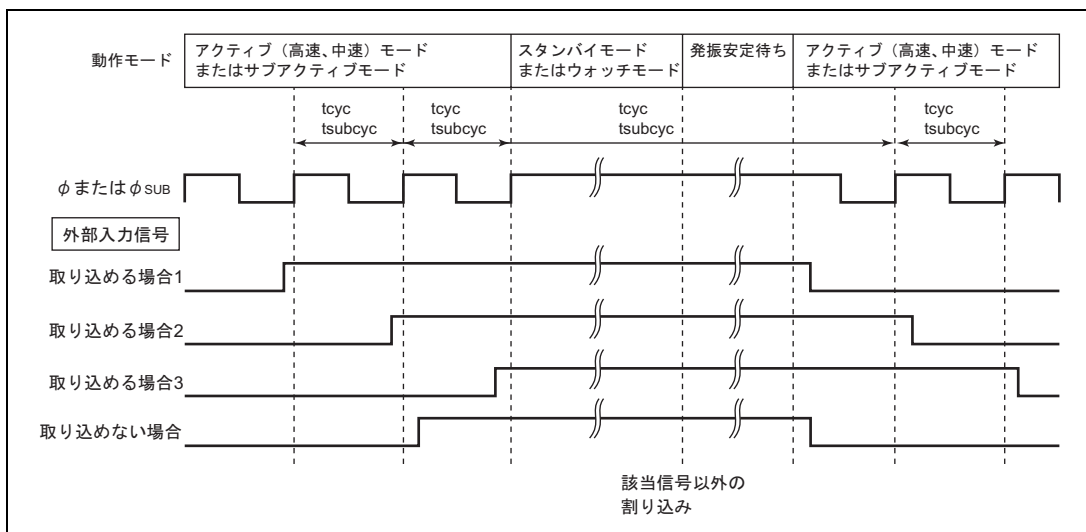 動作モード
アクティブ（高速、中速）モード
またはサブアクティブモード
スタンバイモード
またはウォッチモード
発振安定待ち
アクティブ（高速、中速）モード
またはサブアクティブモード
tcyc
tsubcyc
tcyc
tsubcyc
tcyc
tsubcyc
tcyc
tsubcyc
φまたはφSUB
外部入力信号
取り込める場合1
取り込める場合2
取り込める場合3
取り込めない場合
該当信号以外の
割り込み